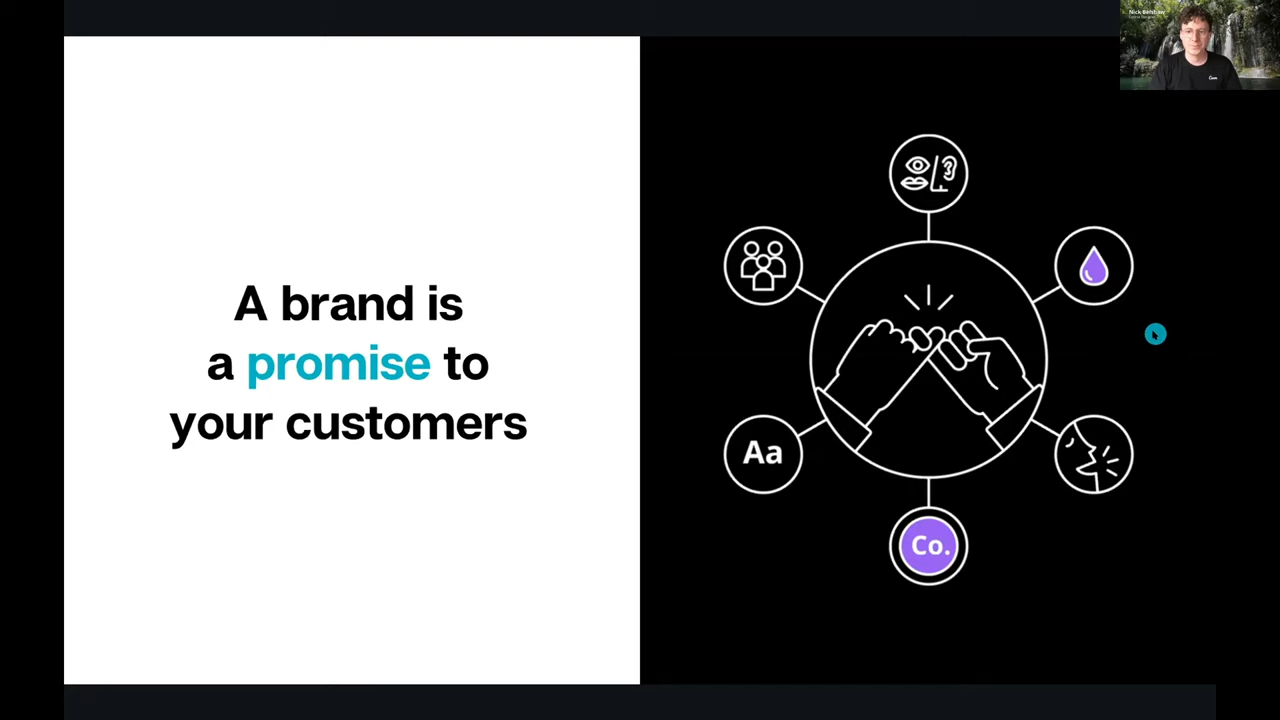 A brand is
a promise to
your customers
Aa
Co.